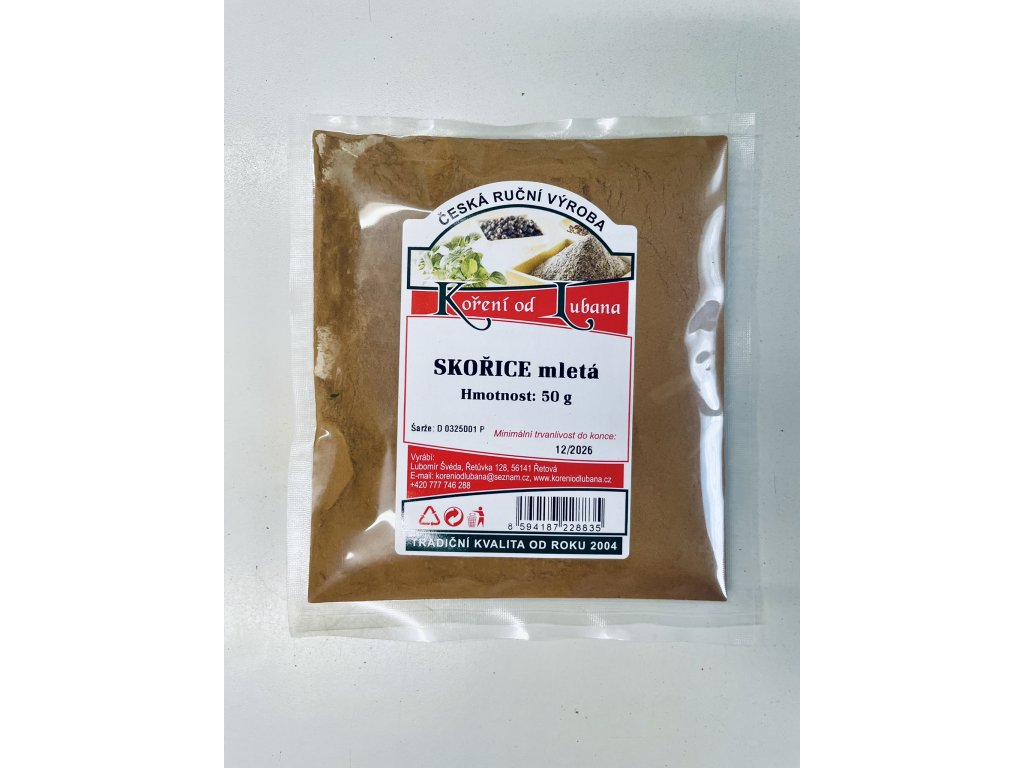 ČESKÁ RUČNÍ VÝROBA
Koření od Lubana
SKOŘICE mletá
Hmotnost: 50 g
Šarže: D 0325001 P
Minimální trvanlivost do konce:
12/2026
Vyrábí:
Lubomír Švéda, Řetůvka 128, 56141 Řetová
E-mail: koreniodlubana@seznam.cz, www.koreniodlubana.cz
+420 777 746 288
8 594187 228835
TRADIČNÍ KVALITA OD ROKU 2004